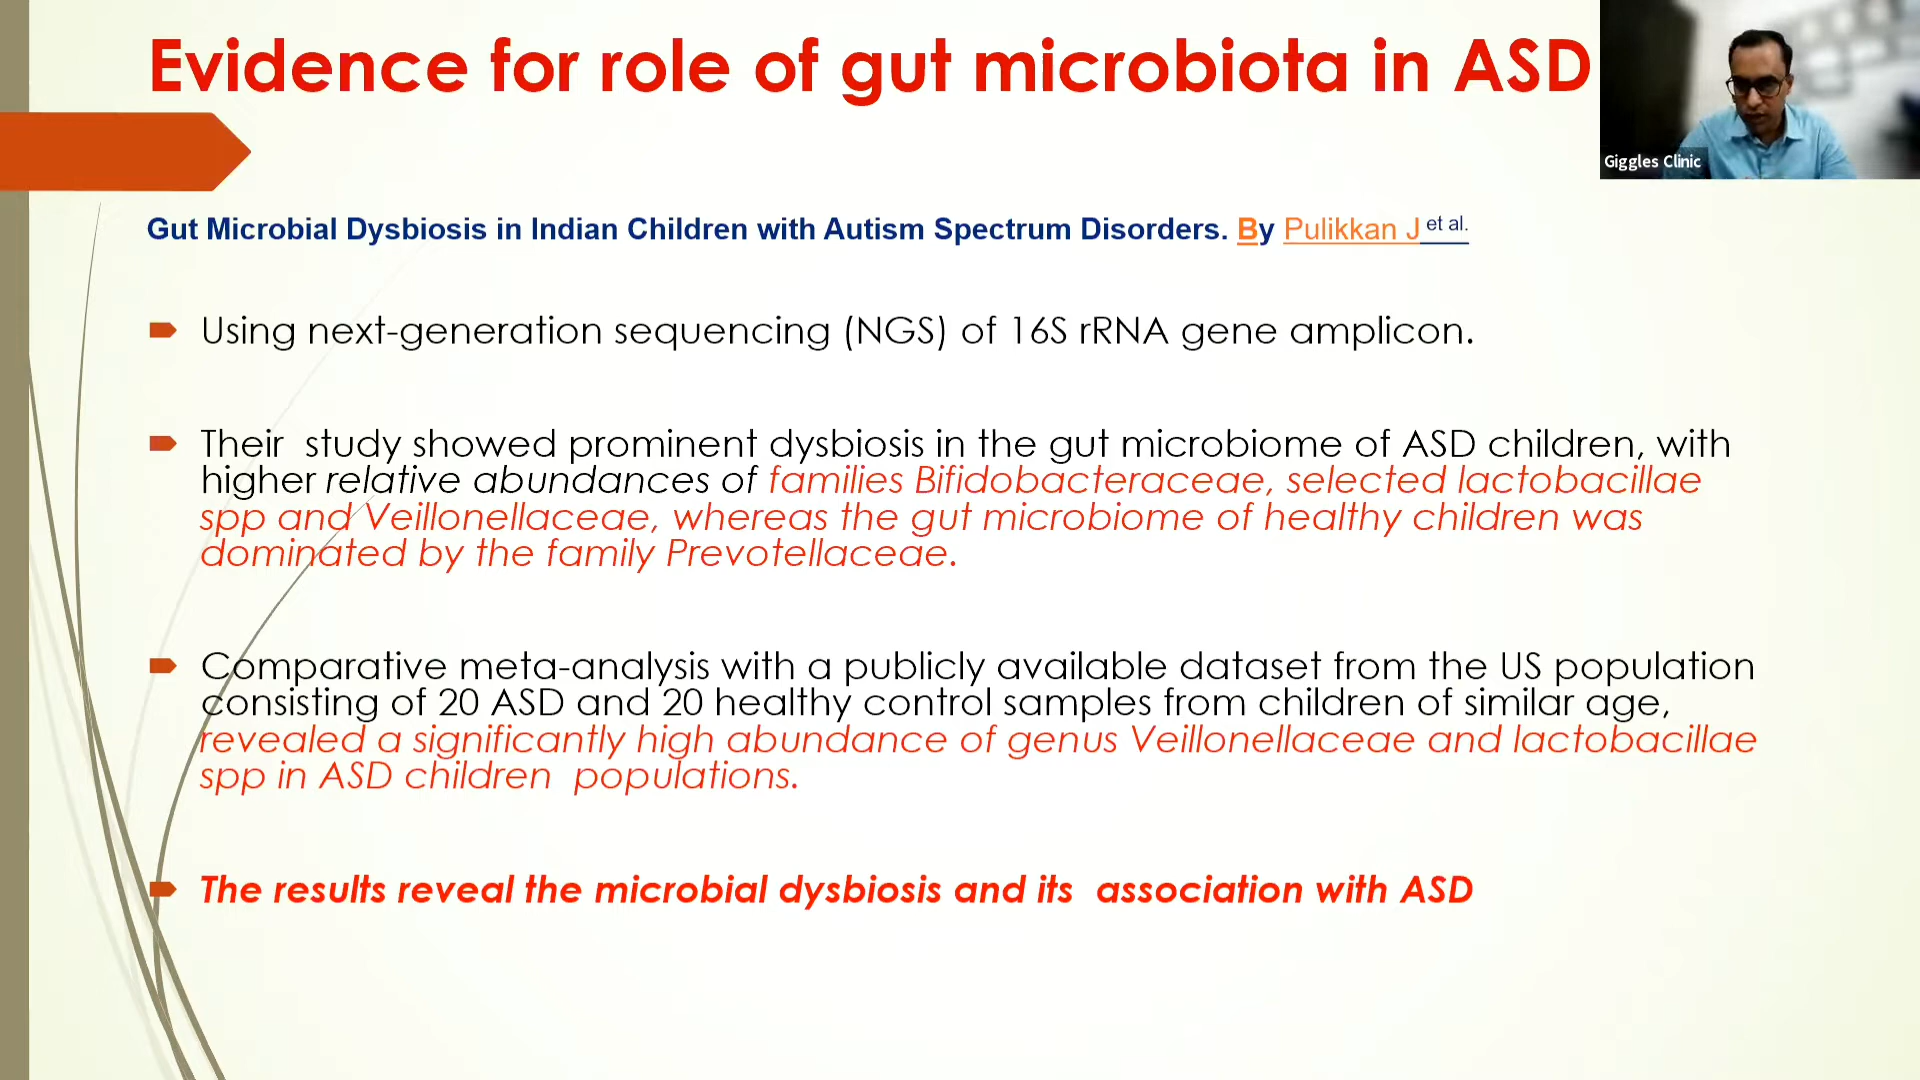 Evidence for role of gut microbiota in ASD
Giggles Clinic
Gut Microbial Dysbiosis in Indian Children with Autism Spectrum Disorders. By Pulikkan J et al.
Using next-generation sequencing (NGS) of 16S rRNA gene amplicon.
Their study showed prominent dysbiosis in the gut microbiome of ASD children, with
higher relative abundances of families Bifidobacteraceae, selected lactobacillae
spp and Veillonellaceae, whereas the gut microbiome of healthy children was
dominated by the family Prevotellaceae.
Comparative meta-analysis with a publicly available dataset from the US population
consisting of 20 ASD and 20 healthy control samples from children of similar age,
revealed a significantly high abundance of genus Veillonellaceae and lactobacillae
spp in ASD children populations.
The results reveal the microbial dysbiosis and its association with ASD